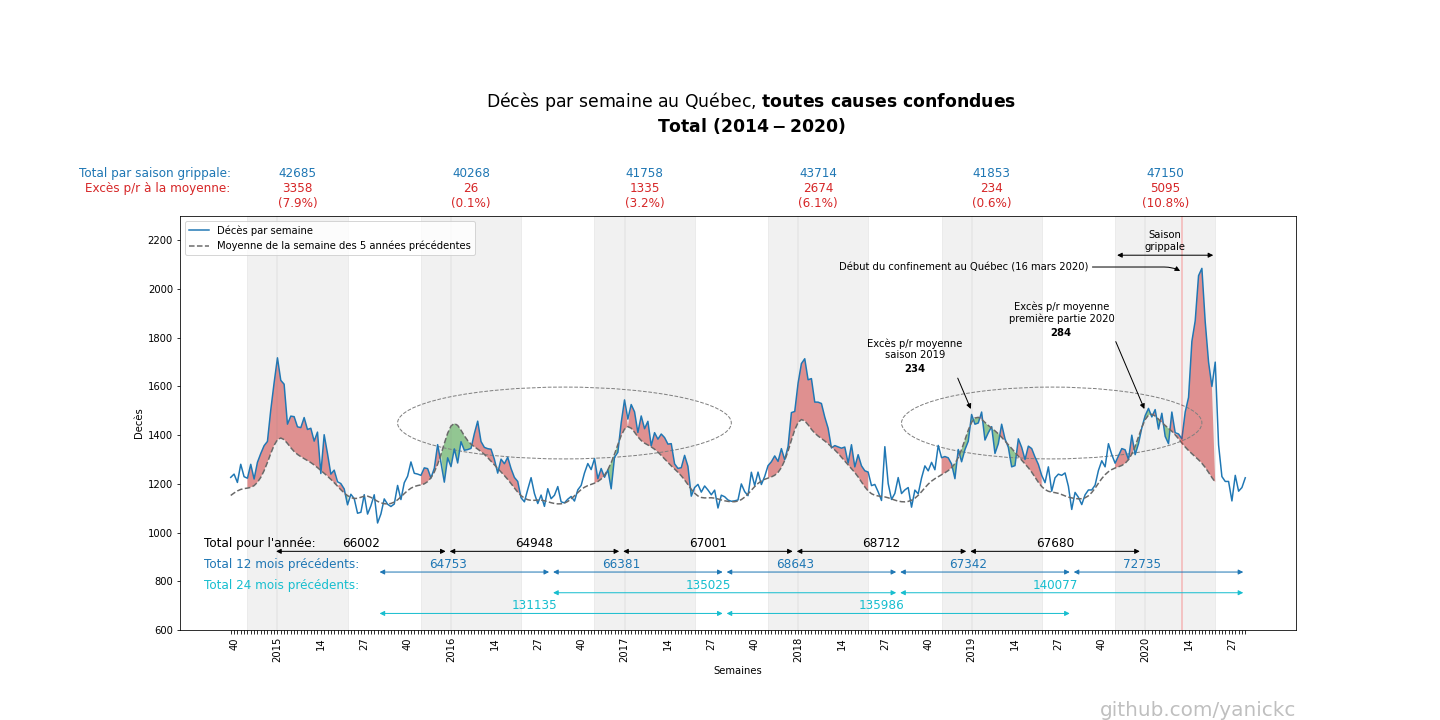 Décès par semaine au Québec, toutes causes confondues
Total (2014 – 2020)
Total par saison grippale: 42685 40268 41758 43714 41853 47150
Excès p/r à la moyenne: 3358 26 1335 2674 234 5095
(7.9%) (0.1%) (3.2%) (6.1%) (0.6%) (10.8%)
Décès par semaine
Moyenne de la semaine des 5 années précédentes
Saison
grippale
Début du confinement au Québec (16 mars 2020)
Excès p/r moyenne
première partie 2020
284
Excès p/r moyenne
saison 2019
234
2200
2000
1800
1600
1400
1200
1000
800
600
Decès
Total pour l'année: 66002 64948 67001 68712 67342 67680
Total 12 mois précédents: 64753 66381 68643 67342 72735
Total 24 mois précédents: 135025 140077
131135 135986
40 2015 14 27 40 2016 14 27 40 2017 14 27 40 2018 14 27 40 2019 14 27 40 2020 14 27
Semaines
github.com/yanickc